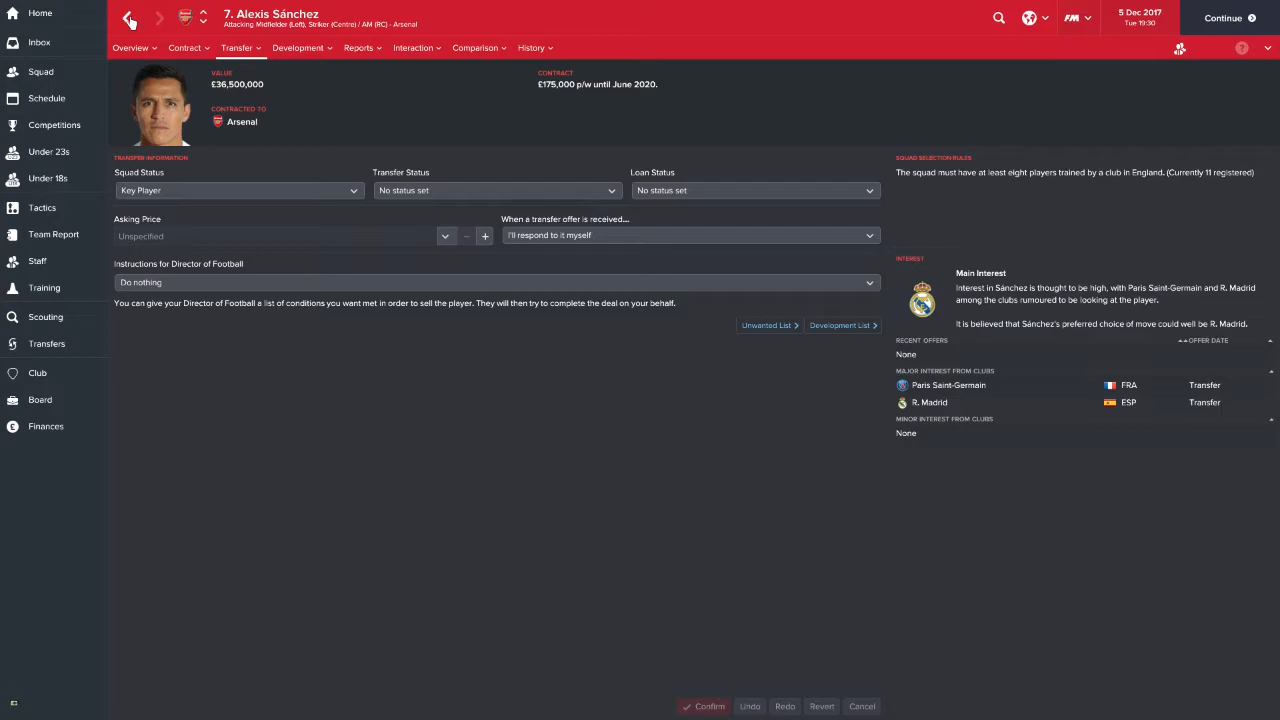 Home
Inbox
Squad
Schedule
Competitions
Under 23s
Under 18s
Tactics
Team Report
Staff
Training
Scouting
Transfers
Club
Board
Finances
7. Alexis Sánchez
Attacking Midfielder (Left), Striker (Centre) / AM (RC) - Arsenal
FM
5 Dec 2017
Tue 19:30
Continue
Overview
Contract
Transfer
Development
Reports
Interaction
Comparison
History
VALUE
£36,500,000
CONTRACTED TO
Arsenal
CONTRACT
£175,000 p/w until June 2020.
TRANSFER INFORMATION
Squad Status
Transfer Status
Loan Status
Key Player
No status set
No status set
Asking Price
When a transfer offer is received....
Unspecified
I'll respond to it myself
Instructions for Director of Football
Do nothing
You can give your Director of Football a list of conditions you want met in order to sell the player. They will then try to complete the deal on your behalf.
Unwanted List
Development List
SQUAD SELECTION RULES
The squad must have at least eight players trained by a club in England. (Currently 11 registered)
INTEREST
Main Interest
Interest in Sánchez is thought to be high, with Paris Saint-Germain and R. Madrid
among the clubs rumoured to be looking at the player.
It is believed that Sánchez's preferred choice of move could well be R. Madrid.
RECENT OFFERS
OFFER DATE
None
MAJOR INTEREST FROM CLUBS
Paris Saint-Germain FRA Transfer
R. Madrid ESP Transfer
MINOR INTEREST FROM CLUBS
None
Confirm
Undo
Redo
Revert
Cancel